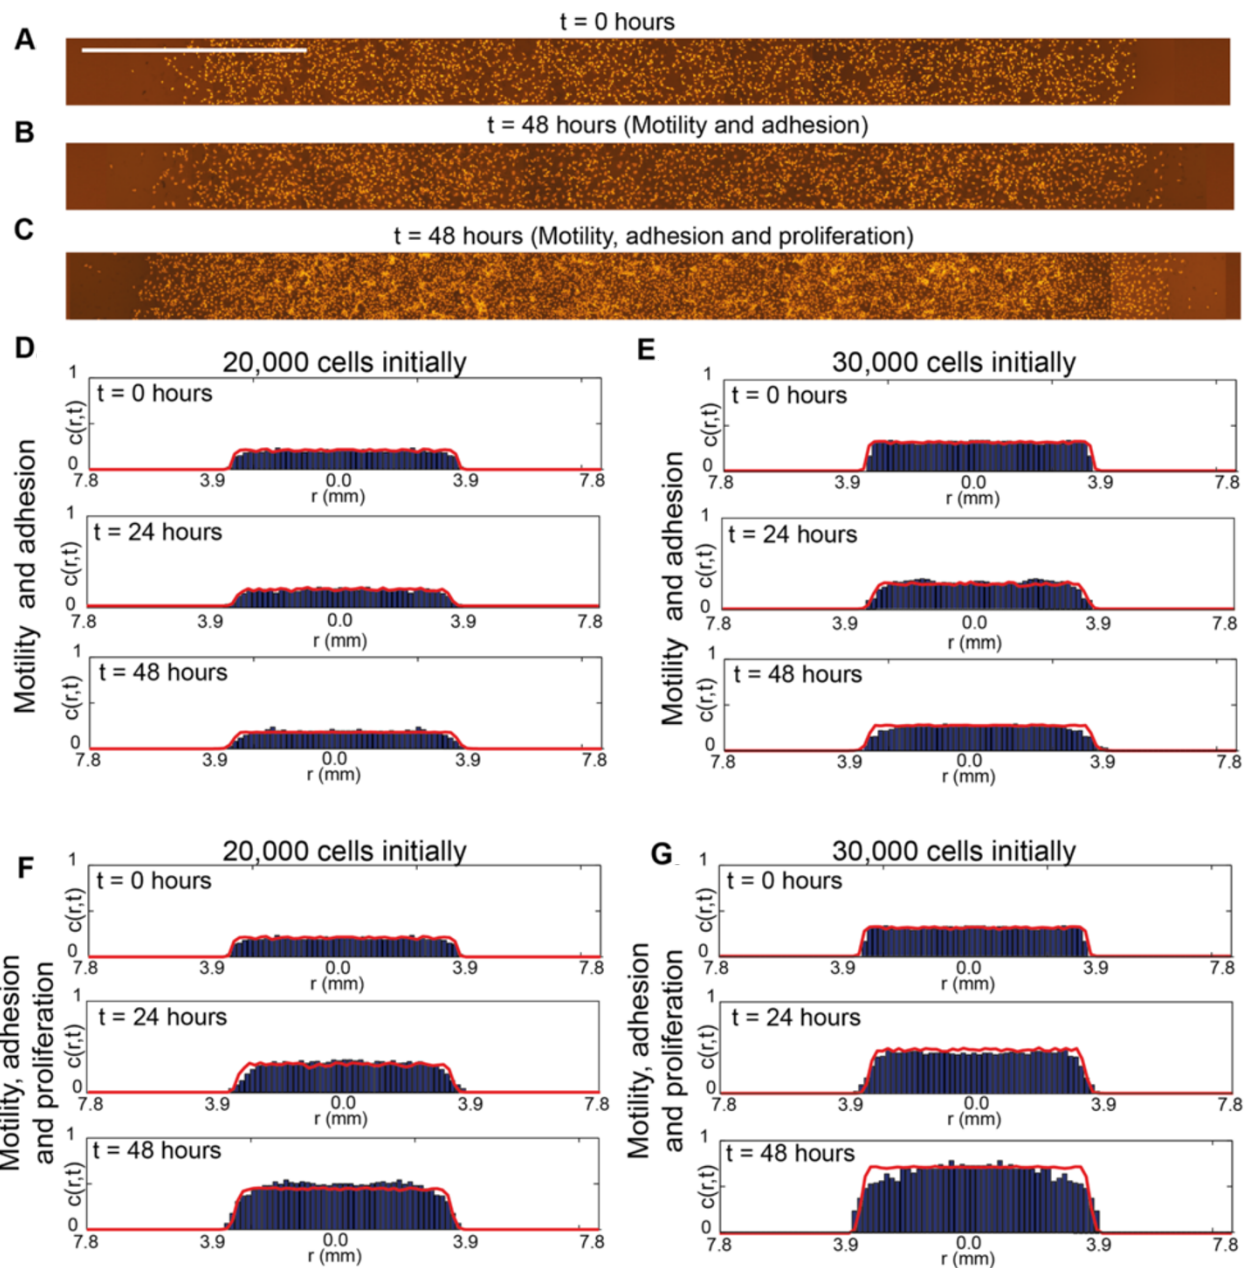 t = 0 hours
A
t = 48 hours (Motility and adhesion)
B
t = 48 hours (Motility, adhesion and proliferation)
C
D
20,000 cells initially
Motility and adhesion
1
t = 0 hours
c(r,t)
0
7.8 3.9 0.0 3.9 7.8
r (mm)
1
t = 24 hours
c(r,t)
0
7.8 3.9 0.0 3.9 7.8
r (mm)
1
t = 48 hours
c(r,t)
0
7.8 3.9 0.0 3.9 7.8
r (mm)
E
30,000 cells initially
Motility and adhesion
1
t = 0 hours
c(r,t)
0
7.8 3.9 0.0 3.9 7.8
r (mm)
1
t = 24 hours
c(r,t)
0
7.8 3.9 0.0 3.9 7.8
r (mm)
1
t = 48 hours
c(r,t)
0
7.8 3.9 0.0 3.9 7.8
r (mm)
F
20,000 cells initially
Motility, adhesion
and proliferation
1
t = 0 hours
c(r,t)
0
7.8 3.9 0.0 3.9 7.8
r (mm)
1
t = 24 hours
c(r,t)
0
7.8 3.9 0.0 3.9 7.8
r (mm)
1
t = 48 hours
c(r,t)
0
7.8 3.9 0.0 3.9 7.8
r (mm)
G
30,000 cells initially
Motility, adhesion
and proliferation
1
t = 0 hours
c(r,t)
0
7.8 3.9 0.0 3.9 7.8
r (mm)
1
t = 24 hours
c(r,t)
0
7.8 3.9 0.0 3.9 7.8
r (mm)
1
t = 48 hours
c(r,t)
0
7.8 3.9 0.0 3.9 7.8
r (mm)